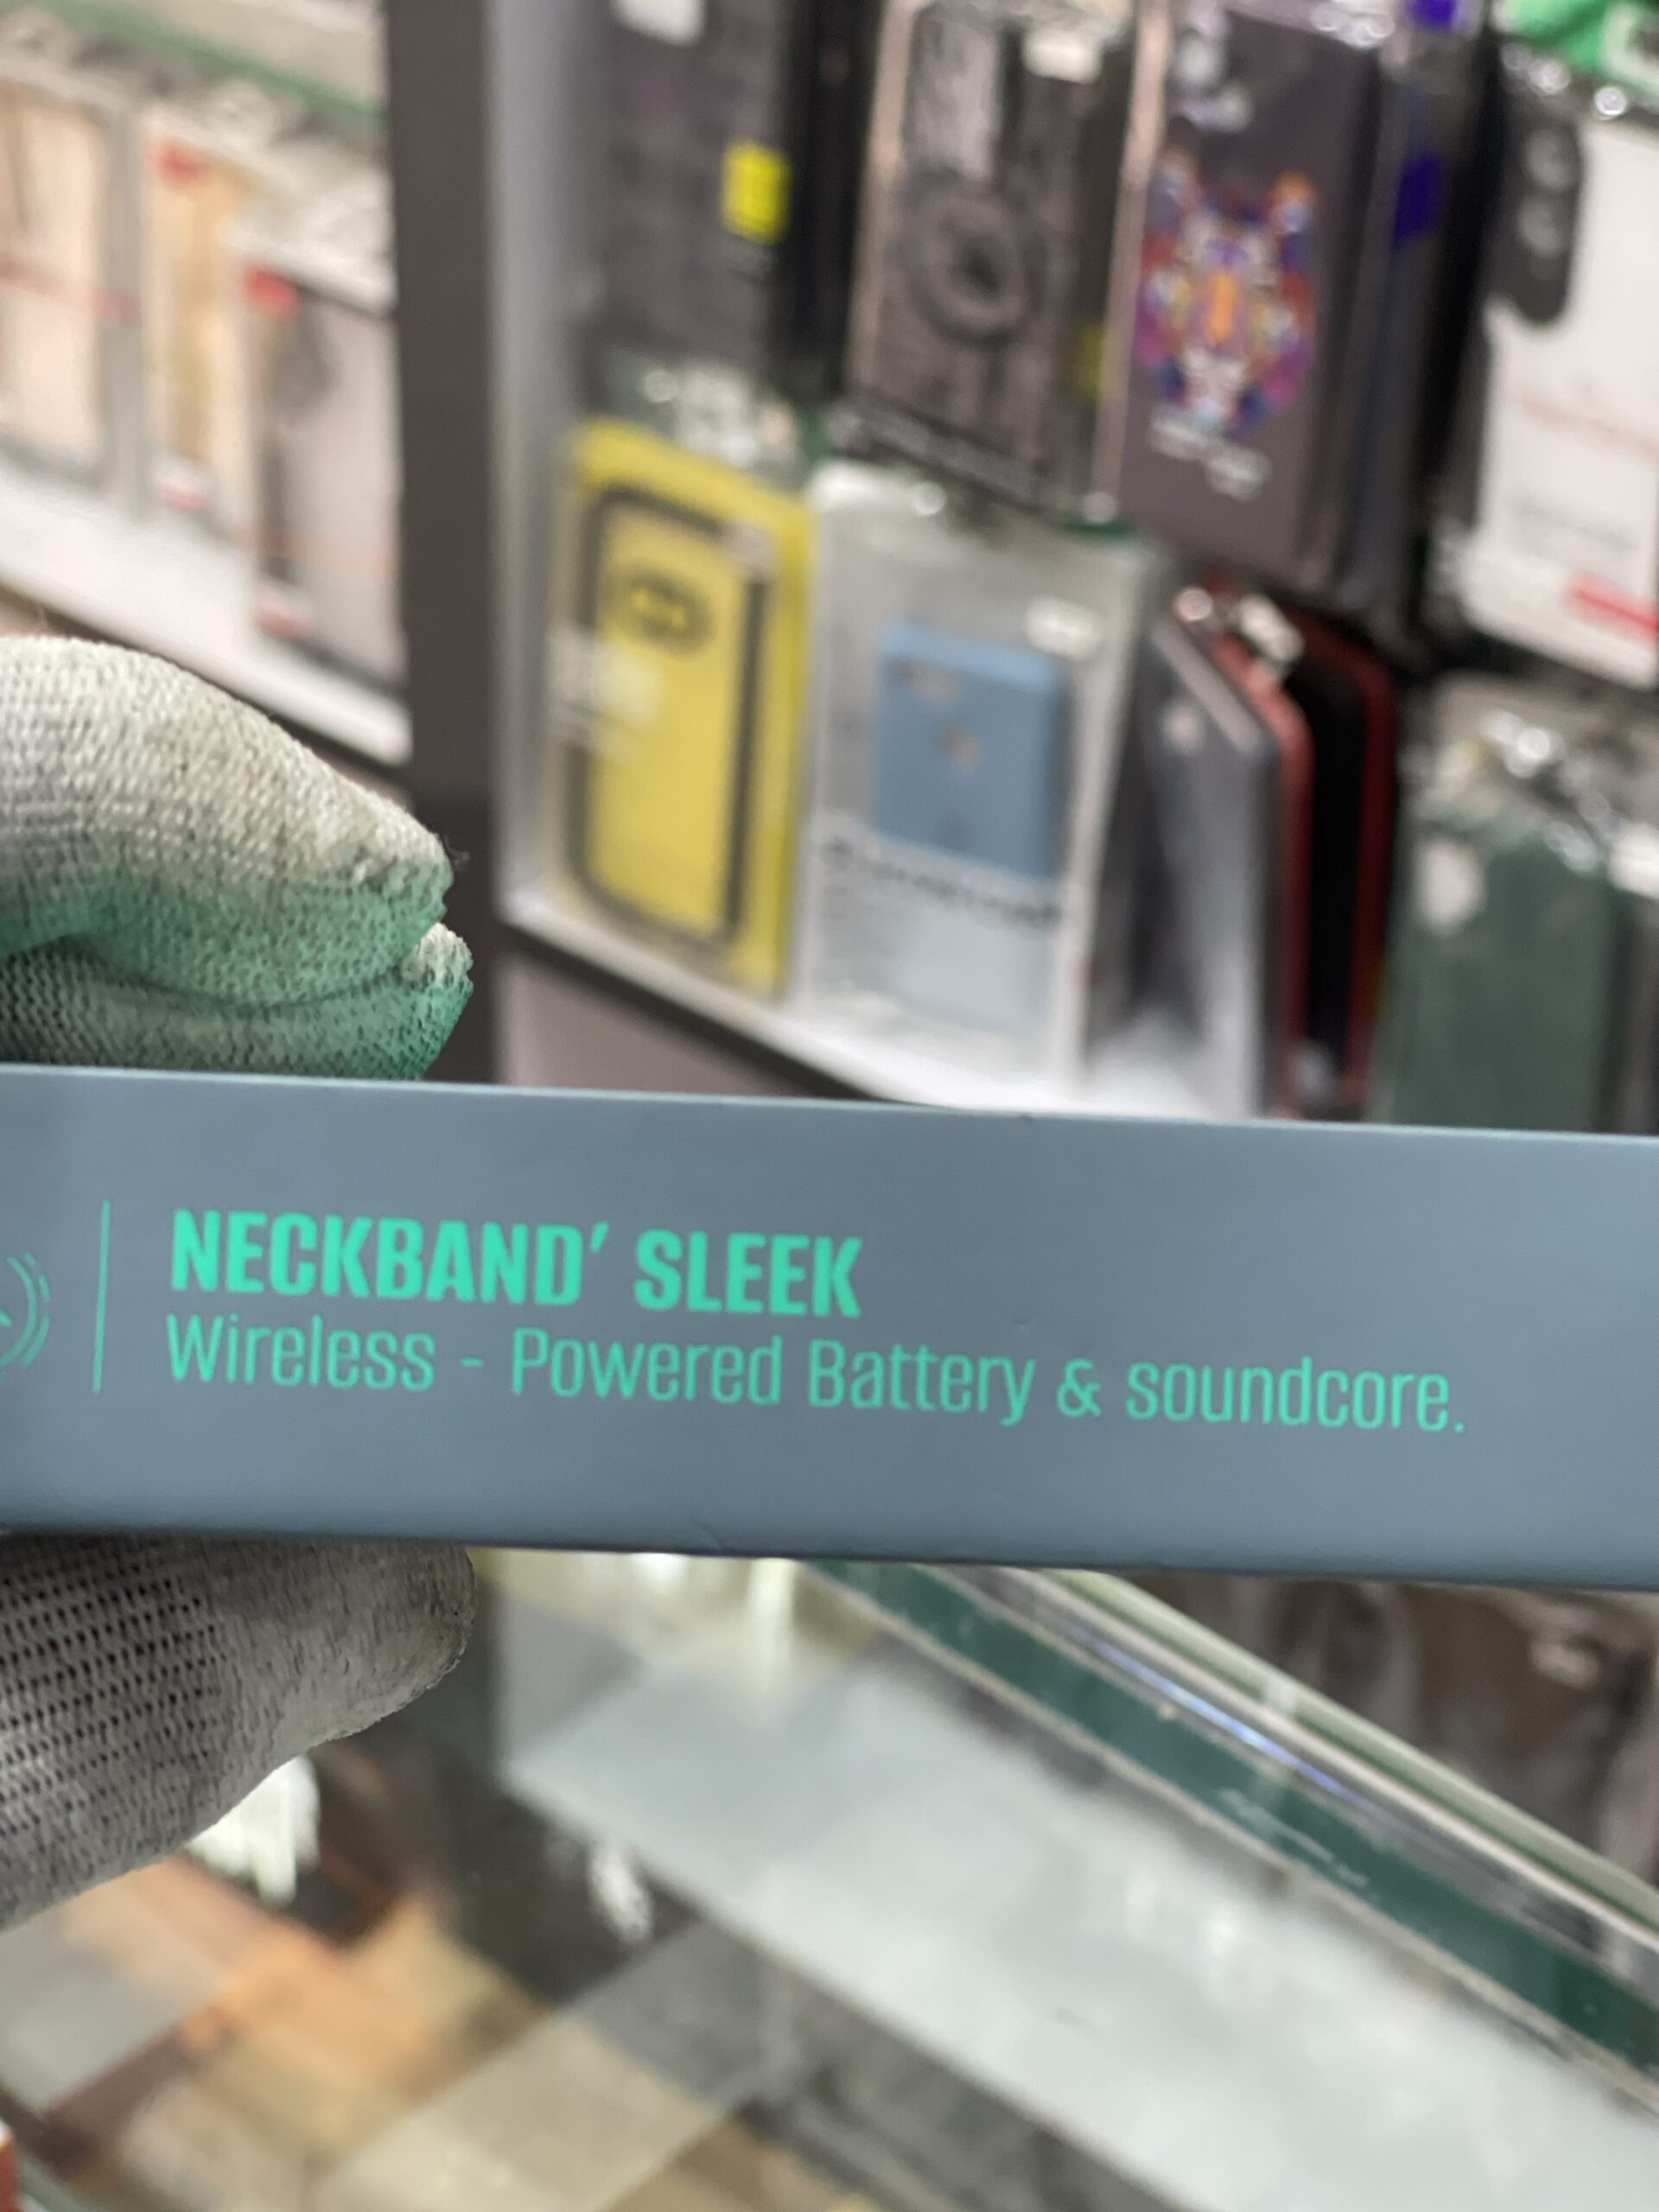 NECKBAND’ SLEEK
Wireless - Powered Battery & soundcore.